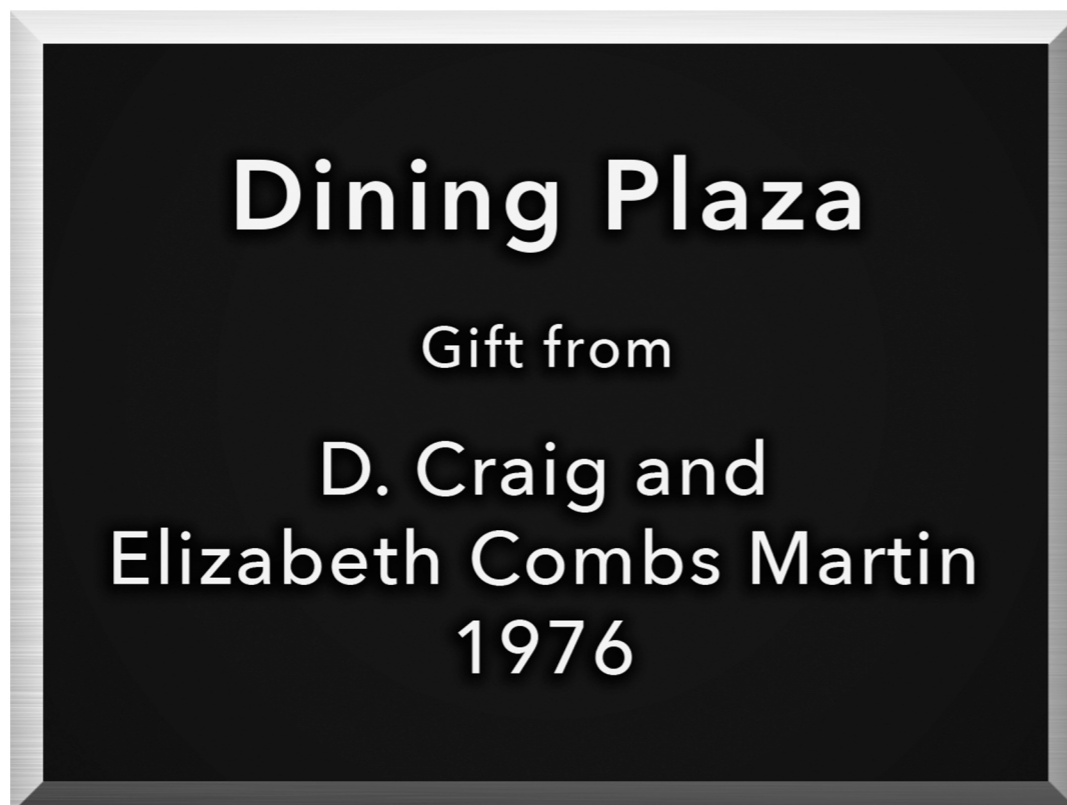 Dining Plaza
Gift from
D. Craig and
Elizabeth Combs Martin
1976